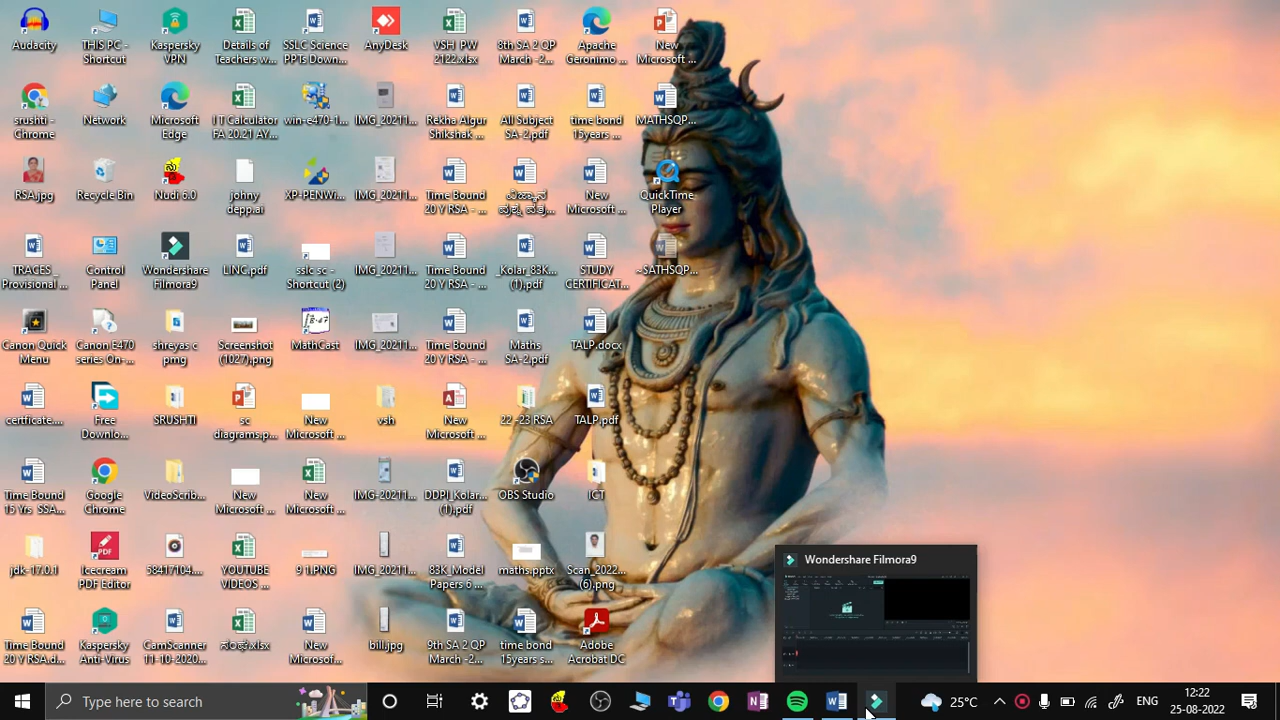 Audacity
THIS PC -
Shortcut
Kaspersky
VPN
Details of
Teachers w...
SSLC Science
PPTs Down...
AnyDesk
VSH PW
2122.xlsx
8th SA 2 QP
March -2...
Apache
Geronimo ...
New
Microsoft ...
srushti -
Chrome
Network
Microsoft
Edge
I T Calculator
FA 2021 AY...
win-e470-1...
IMG_20211...
Rekha Algur
Shikshak ...
All Subject
SA-2.pdf
time bond
15years ...
MATHSQP...
RSA.jpg
Recycle Bin
Nudi 6.0
johny
depp.ai
XP-PENWi...
IMG_20211...
Time Bound
20 Y RSA - ...
New
Microsoft ...
QuickTime
Player
TRACES _
Provisional ...
Control
Panel
Wondershare
Filmora9
LINC.pdf
sslc sc -
Shortcut (2)
IMG_20211...
Time Bound
20 Y RSA - ...
_Kolar_83K...
(1).pdf
STUDY
CERTIFICAT...
~SATHSQP...
Canon Quick
Menu
Canon E470
series On-...
shreyas c
pmg
Screenshot
(1027).png
MathCast
IMG_20211...
Time Bound
20 Y RSA - ...
Maths
SA-2.pdf
TALP.docx
certficate....
Free
Downlo...
SRUSHTI
sc
diagrams.p...
New
Microsoft ...
vsh
New
Microsoft ...
22 -23 RSA
TALP.pdf
Time Bound
15 Yrs SSA...
Google
Chrome
VideoScrib...
New
Microsoft ...
New
Microsoft ...
IMG-20211...
DDPI_Kolar...
(1).pdf
OBS Studio
ICT
jdk-17.0.1
Icecream
PDF Editor
58417104....
YOUTUBE
VIDEOS ...
9 1.PNG
IMG_20211...
83K_Model
Papers 6 ...
maths.pptx
Scan_2022...
(6).png
Time Bound
20 Y RSA.d...
Kaspersky
Anti-Virus
CamScanner
11-10-2020...
New
Microsoft...
bill.jpg
9th SA 2 QP
March -2...
time bond
15years s...
Adobe
Acrobat DC
Wondershare Filmora9
Type here to search
25°C
ENG
12:22
25-08-2022